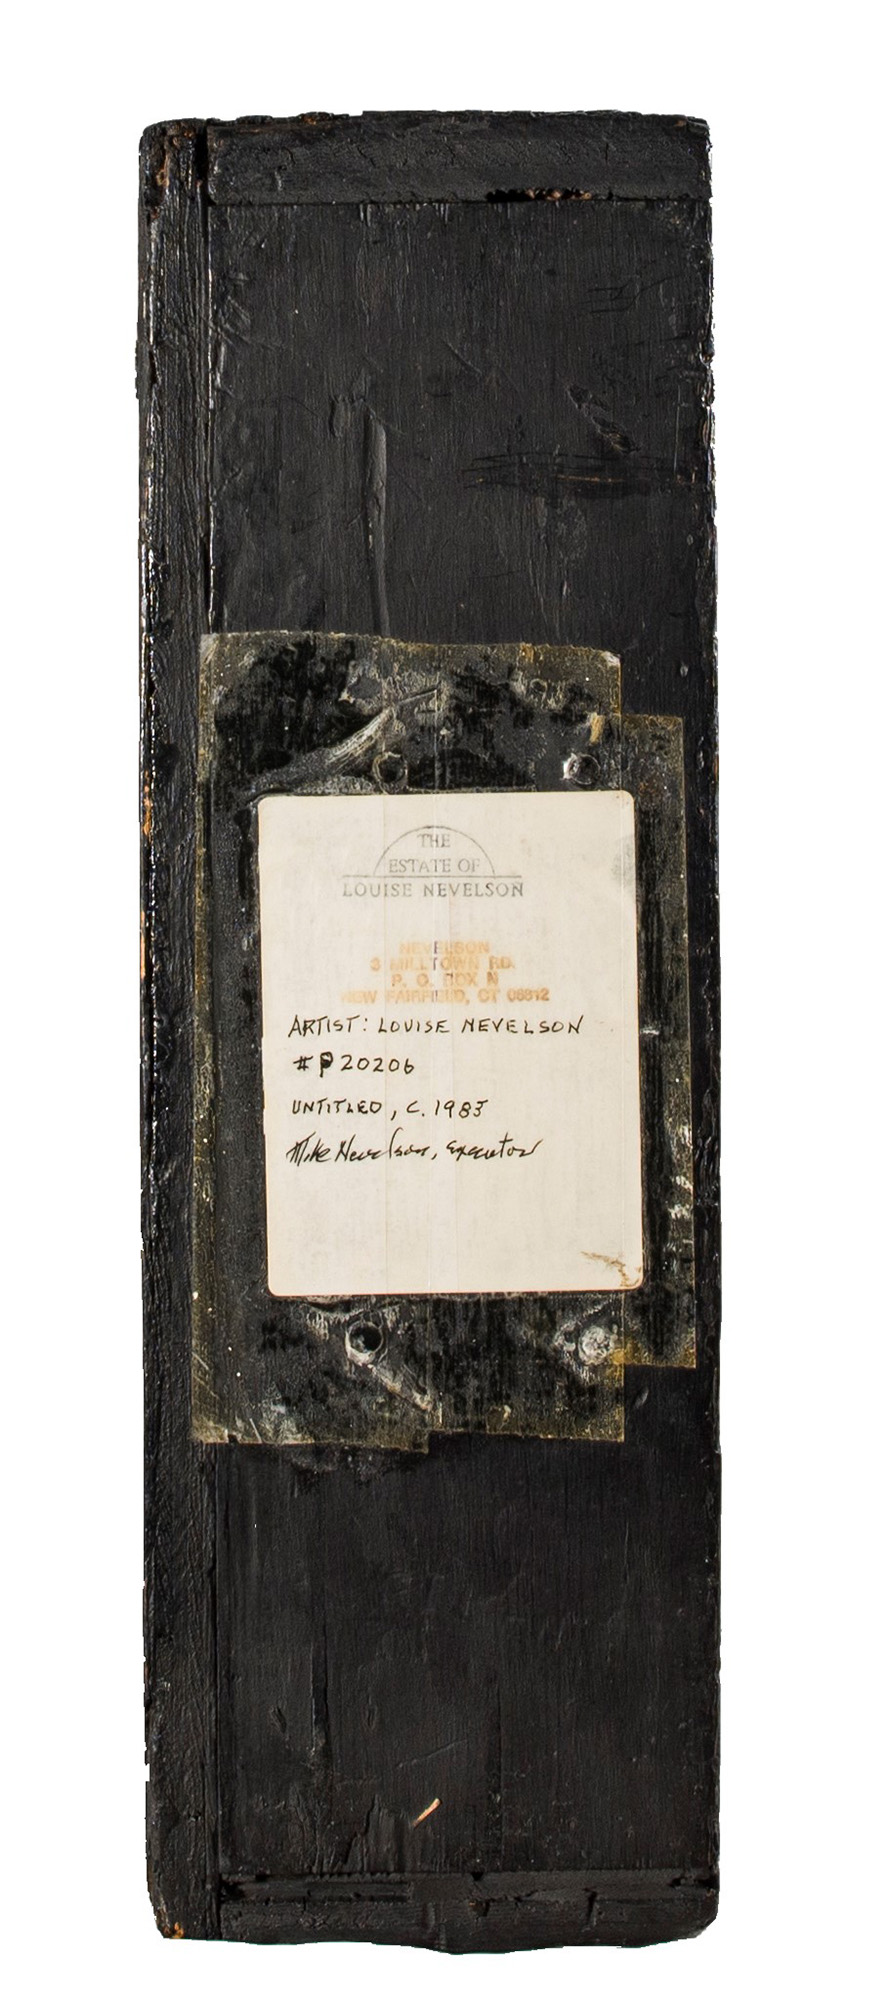 THE
ESTATE OF
LOUISE NEVELSON
NEVELSON
3 MILLTOWN RD.
P. O. BOX N
NEW FAIRFIELD, CT 06812
ARTIST: LOUISE NEVELSON
#P20206
UNTITLED, C. 1985
Mike Nevelson, executor